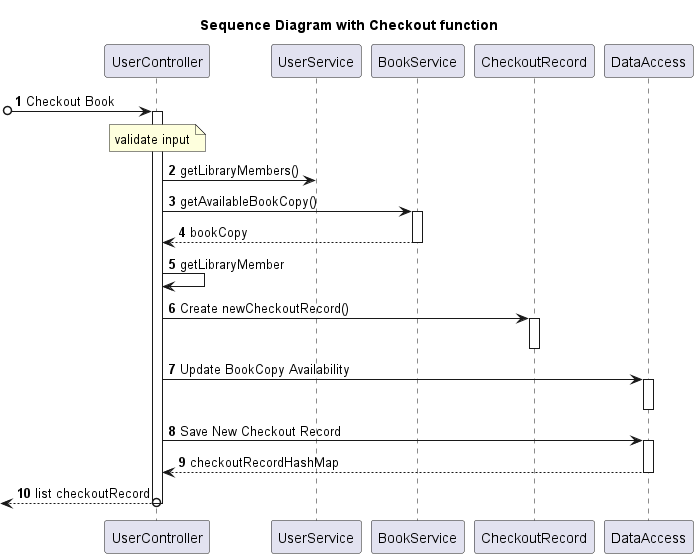 Sequence Diagram with Checkout function
UserController UserService BookService CheckoutRecord DataAccess
1 Checkout Book
validate input
2 getLibraryMembers()
3 getAvailableBookCopy()
4 bookCopy
5 getLibraryMember
6 Create newCheckoutRecord()
7 Update BookCopy Availability
8 Save New Checkout Record
9 checkoutRecordHashMap
10 list checkoutRecord
UserController UserService BookService CheckoutRecord DataAccess